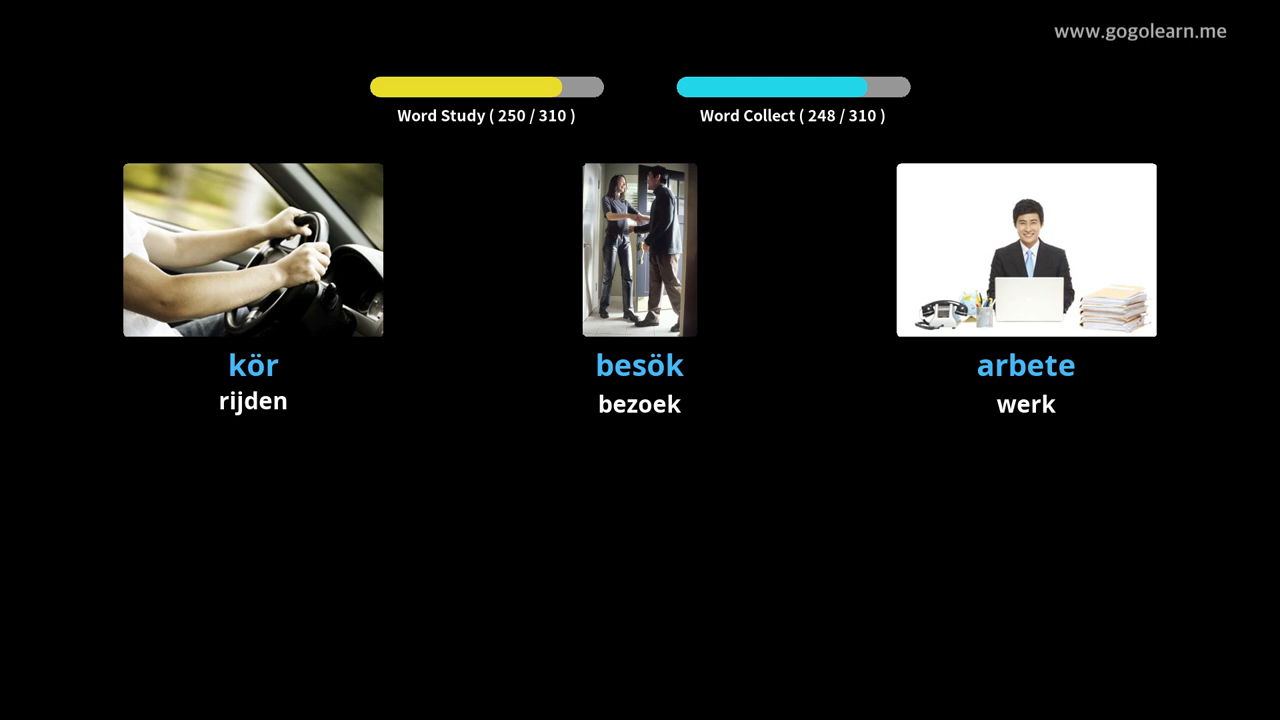 www.gogolearn.me
Word Study ( 250 / 310 )
Word Collect ( 248 / 310 )
kör
rijden
besök
bezoek
arbete
werk